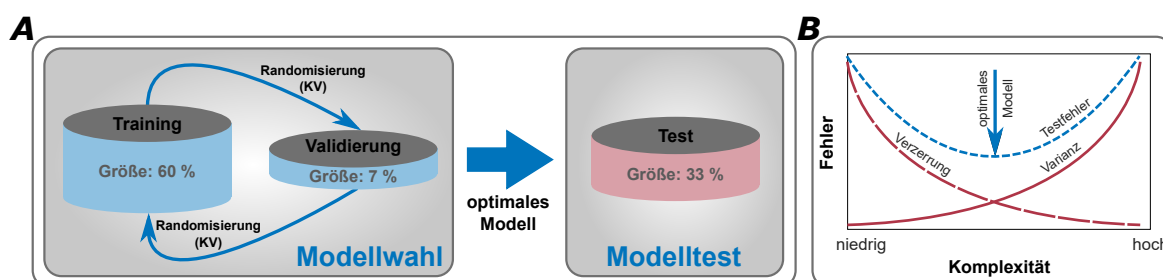 A
Randomisierung
(KV)
Training
Größe: 60 %
Validierung
Größe: 7 %
Randomisierung
(KV)
Modellwahl
optimales
Modell
Test
Größe: 33 %
Modelltest
B
Fehler
optimales
Modell
Testfehler
Verzerrung
Varianz
niedrig
hoch
Komplexität